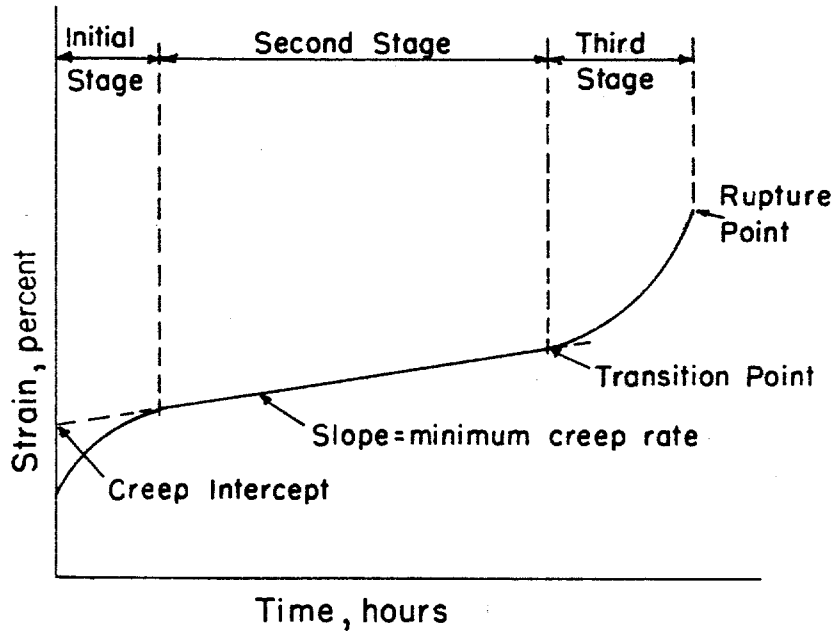 Initial
Stage
Second Stage
Third
Stage
Rupture
Point
Transition Point
Slope=minimum creep rate
Creep Intercept
Strain, percent
Time, hours